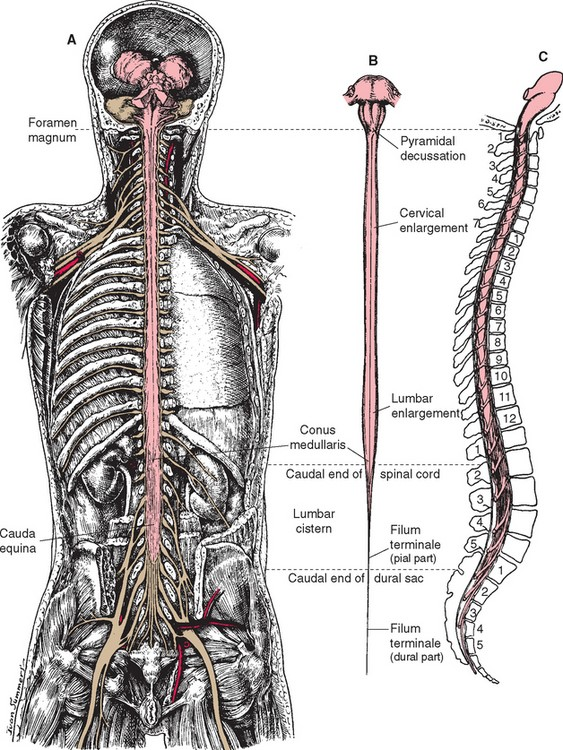 A
B
C
Foramen
magnum
Pyramidal
decussation
Cervical
enlargement
Lumbar
enlargement
Conus
medullaris
Caudal end of spinal cord
Lumbar
cistern
Cauda
equina
Filum
terminale
(pial part)
Caudal end of dural sac
Filum
terminale
(dural part)
1
2
3
4
5
6
7
1
2
3
4
5
6
7
8
9
10
11
12
1
2
3
4
5
1
2
3
4
5